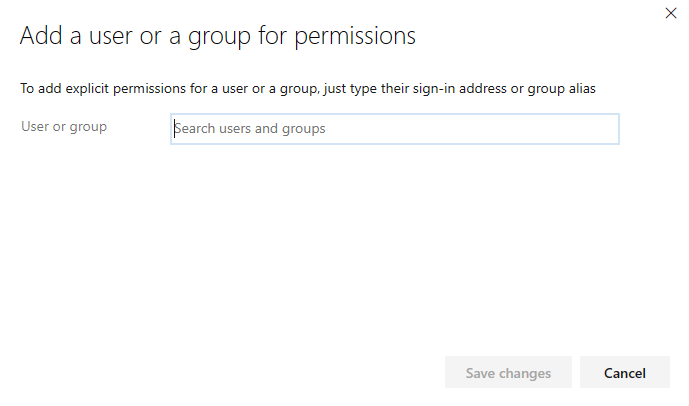 Add a user or a group for permissions
To add explicit permissions for a user or a group, just type their sign-in address or group alias
User or group
Search users and groups
Save changes
Cancel